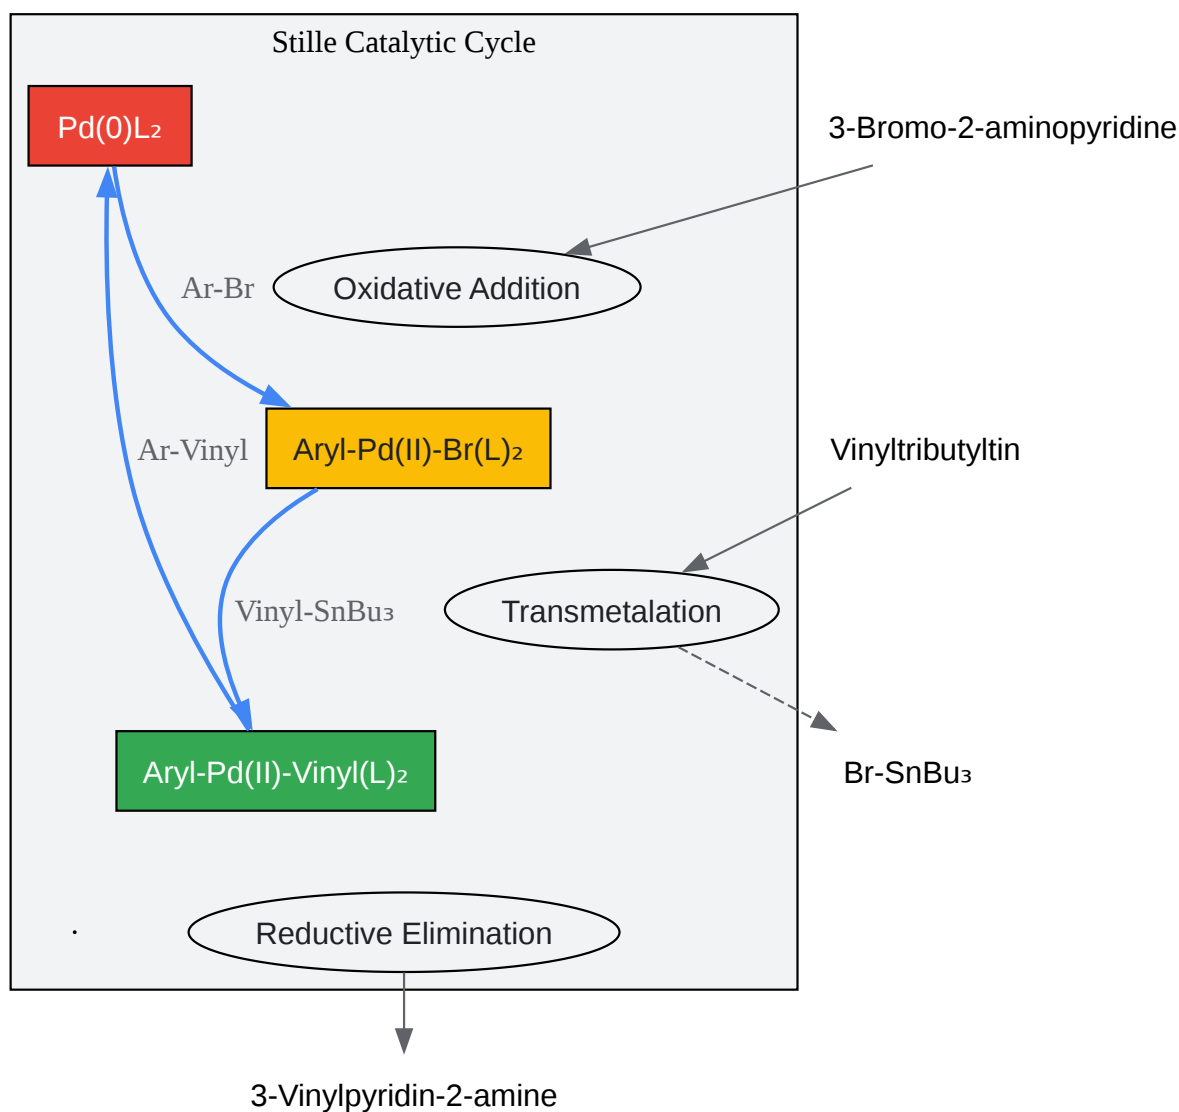 Stille Catalytic Cycle
Pd(0)L₂
3-Bromo-2-aminopyridine
Ar-Br
Oxidative Addition
Ar-Vinyl
Aryl-Pd(II)-Br(L)₂
Vinyltributyltin
Vinyl-SnBu₃
Transmetalation
Aryl-Pd(II)-Vinyl(L)₂
Br-SnBu₃
.
Reductive Elimination
3-Vinylpyridin-2-amine